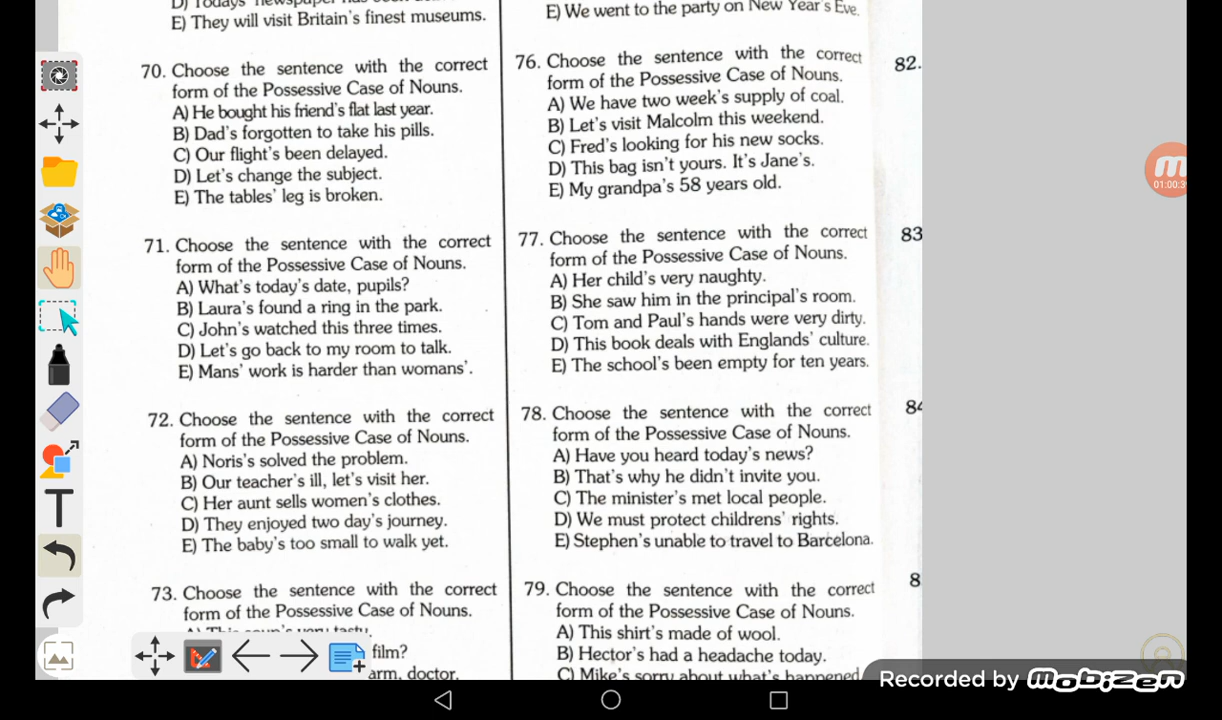 E) They will visit Britain's finest museums.
70. Choose the sentence with the correct
form of the Possessive Case of Nouns.
A) He bought his friend's flat last year.
B) Dad's forgotten to take his pills.
C) Our flight's been delayed.
D) Let's change the subject.
E) The tables' leg is broken.
71. Choose the sentence with the correct
form of the Possessive Case of Nouns.
A) What's today's date, pupils?
B) Laura's found a ring in the park.
C) John's watched this three times.
D) Let's go back to my room to talk.
E) Mans' work is harder than womans'.
72. Choose the sentence with the correct
form of the Possessive Case of Nouns.
A) Noris's solved the problem.
B) Our teacher's ill, let's visit her.
C) Her aunt sells women's clothes.
D) They enjoyed two day's journey.
E) The baby's too small to walk yet.
73. Choose the sentence with the correct
form of the Possessive Case of Nouns.
film?
arm, doctor.
E) We went to the party on New Year's Eve.
76. Choose the sentence with the correct
form of the Possessive Case of Nouns.
A) We have two week's supply of coal.
B) Let's visit Malcolm this weekend.
C) Fred's looking for his new socks.
D) This bag isn't yours. It's Jane's.
E) My grandpa's 58 years old.
77. Choose the sentence with the correct
form of the Possessive Case of Nouns.
A) Her child's very naughty.
B) She saw him in the principal's room.
C) Tom and Paul's hands were very dirty.
D) This book deals with Englands' culture.
E) The school's been empty for ten years.
78. Choose the sentence with the correct
form of the Possessive Case of Nouns.
A) Have you heard today's news?
B) That's why he didn't invite you.
C) The minister's met local people.
D) We must protect childrens' rights.
E) Stephen's unable to travel to Barcelona.
79. Choose the sentence with the correct
form of the Possessive Case of Nouns.
A) This shirt's made of wool.
B) Hector's had a headache today.
C) Mike's sorry about what's happened
82.
83
84
8
T
01:00:3
Recorded by mobizen